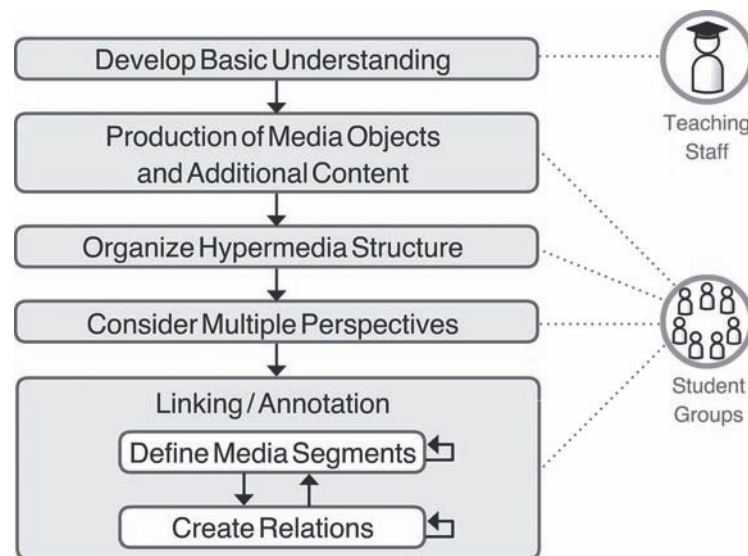 Develop Basic Understanding
Teaching
Staff
Production of Media Objects
and Additional Content
Organize Hypermedia Structure
Consider Multiple Perspectives
Student
Groups
Linking / Annotation
Define Media Segments
Create Relations